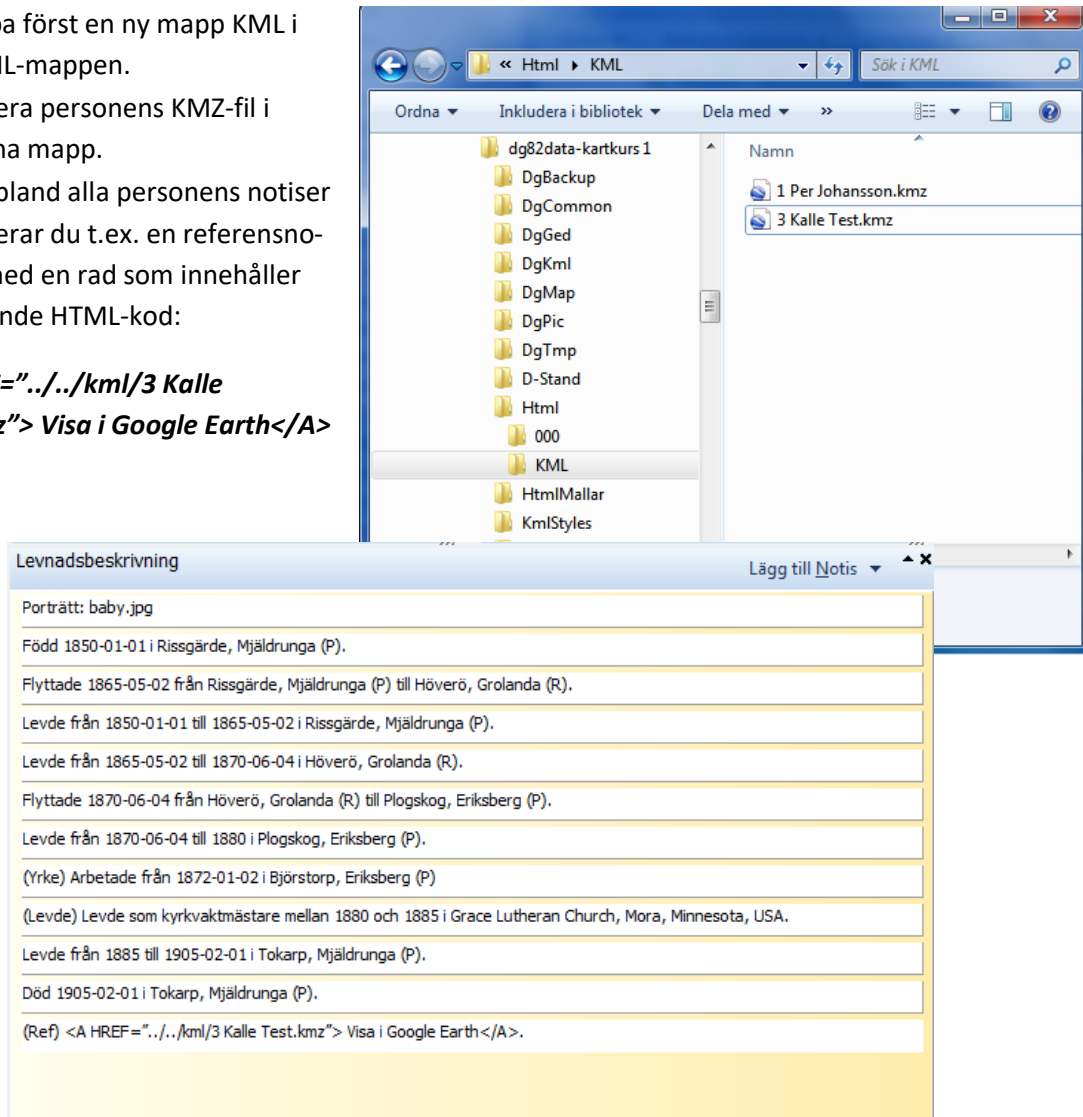 pa först en ny mapp KML i
ML-mappen.
era personens KMZ-fil i
na mapp.
bland alla personens notiser
erar du t.ex. en referensno-
med en rad som innehåller
ande HTML-kod:
=”../../kml/3 Kalle
z”> Visa i Google Earth</A>
« Html KML
Sök i KML
Ordna
Inkludera i bibliotek
Dela med
»
dg82data-kartkurs 1
DgBackup
DgCommon
DgGed
DgKml
DgMap
DgPic
DgTmp
D-Stand
Html
000
KML
HtmlMallar
KmlStyles
Namn
1 Per Johansson.kmz
3 Kalle Test.kmz
Levnadsbeskrivning
Lägg till Notis
Porträtt: baby.jpg
Född 1850-01-01 i Rissgärde, Mjäldrunga (P).
Flyttade 1865-05-02 från Rissgärde, Mjäldrunga (P) till Höverö, Grolanda (R).
Levde från 1850-01-01 till 1865-05-02 i Rissgärde, Mjäldrunga (P).
Levde från 1865-05-02 till 1870-06-04 i Höverö, Grolanda (R).
Flyttade 1870-06-04 från Höverö, Grolanda (R) till Plogskog, Eriksberg (P).
Levde från 1870-06-04 till 1880 i Plogskog, Eriksberg (P).
(Yrke) Arbetade från 1872-01-02 i Björstorp, Eriksberg (P)
(Levde) Levde som kyrkvaktmästare mellan 1880 och 1885 i Grace Lutheran Church, Mora, Minnesota, USA.
Levde från 1885 till 1905-02-01 i Tokarp, Mjäldrunga (P).
Död 1905-02-01 i Tokarp, Mjäldrunga (P).
(Ref) <A HREF=”../../kml/3 Kalle Test.kmz”> Visa i Google Earth</A>.